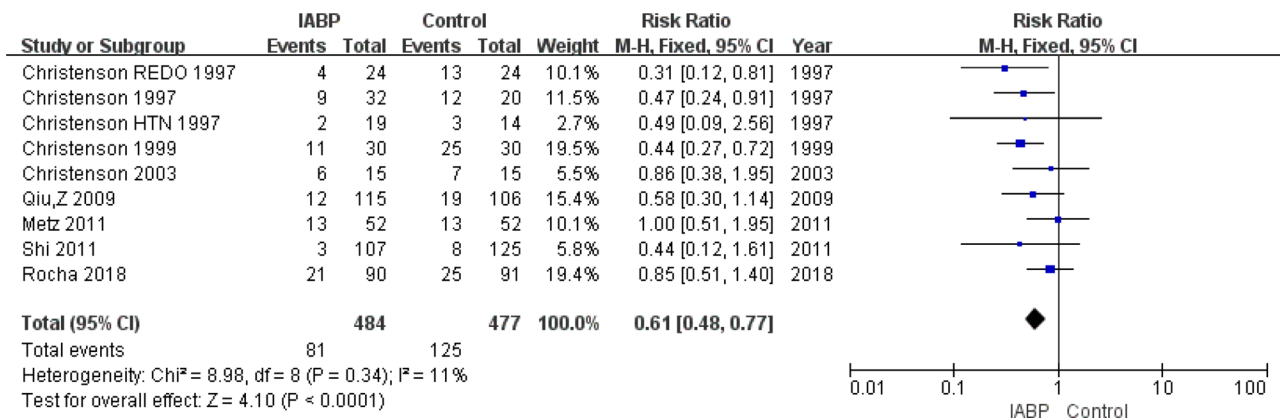 IABP Control Risk Ratio Risk Ratio
Study or Subgroup Events Total Events Total Weight M-H, Fixed, 95% CI Year M-H, Fixed, 95% CI
Christenson REDO 1997 4 24 13 24 10.1% 0.31 [0.12, 0.81] 1997
Christenson 1997 9 32 12 20 11.5% 0.47 [0.24, 0.91] 1997
Christenson HTN 1997 2 19 3 14 2.7% 0.49 [0.09, 2.56] 1997
Christenson 1999 11 30 25 30 19.5% 0.44 [0.27, 0.72] 1999
Christenson 2003 6 15 7 15 5.5% 0.86 [0.38, 1.95] 2003
Qiu,Z 2009 12 115 19 106 15.4% 0.58 [0.30, 1.14] 2009
Metz 2011 13 52 13 52 10.1% 1.00 [0.51, 1.95] 2011
Shi 2011 3 107 8 125 5.8% 0.44 [0.12, 1.61] 2011
Rocha 2018 21 90 25 91 19.4% 0.85 [0.51, 1.40] 2018
Total (95% CI) 484 477 100.0% 0.61 [0.48, 0.77]
Total events 81 125
Heterogeneity: Chi² = 8.98, df = 8 (P = 0.34); I² = 11%
Test for overall effect: Z = 4.10 (P < 0.0001)
0.01 0.1 1 10 100
IABP Control